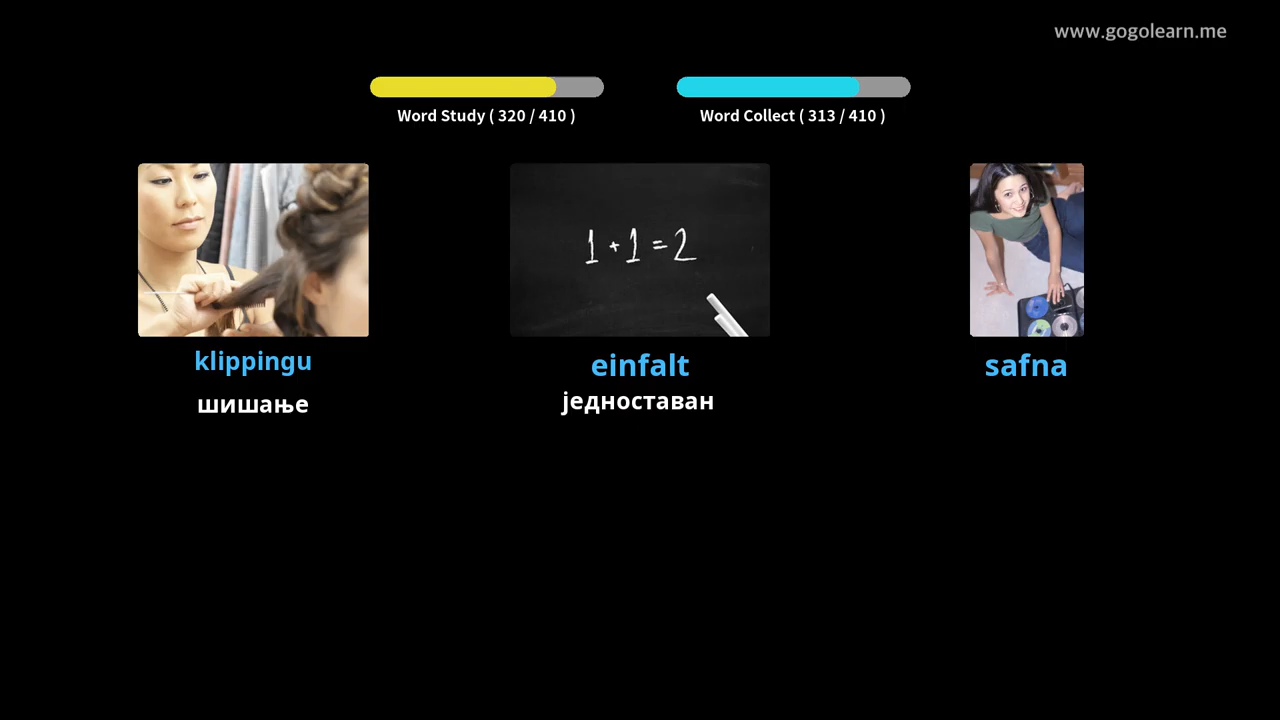 www.gogolearn.me
Word Study ( 320 / 410 )
Word Collect ( 313 / 410 )
1 + 1 = 2
klippingu
шишање
einfalt
једноставан
safna